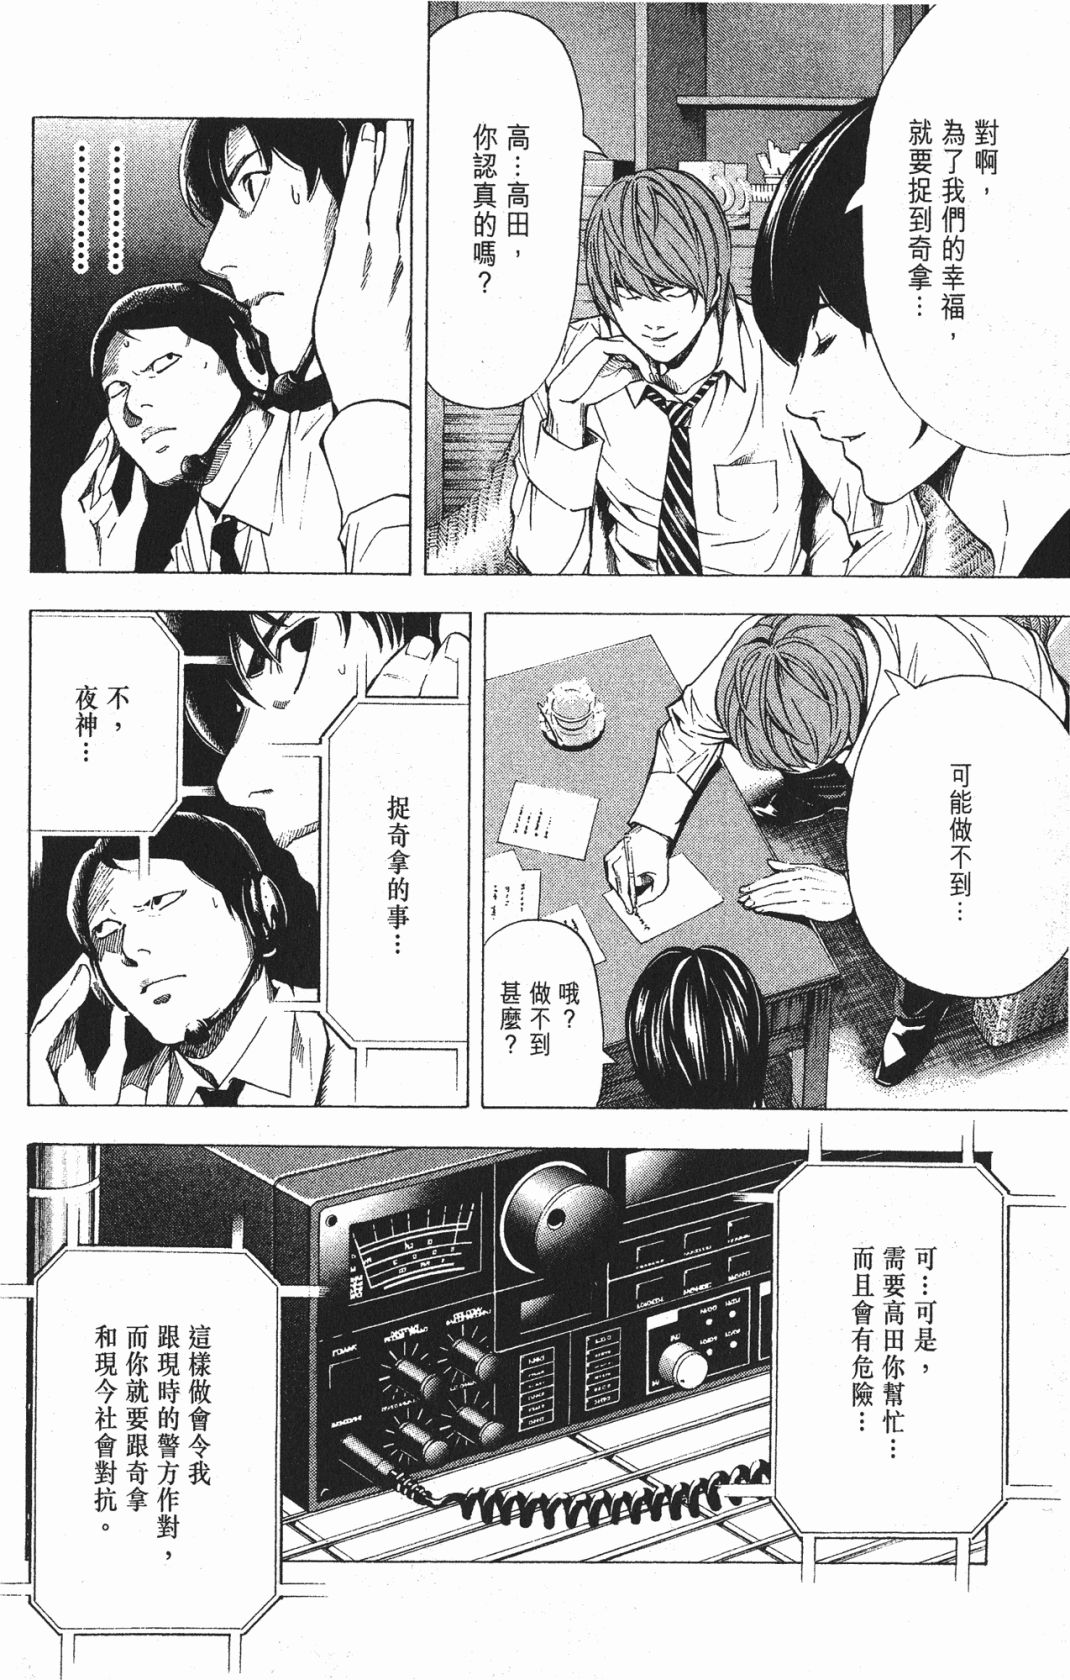 對啊，
為了我們的幸福，
就要捉到奇拿…
高…高田，
你認真的嗎？
………………
………………
可能做不到…
哦？
做不到
甚麼？
捉奇拿的事…
不，
夜神…
可…可是，
需要高田你幫忙…
而且會有危險…
這樣做會令我
跟現時的警方作對，
而你就要跟奇拿
和現今社會對抗。